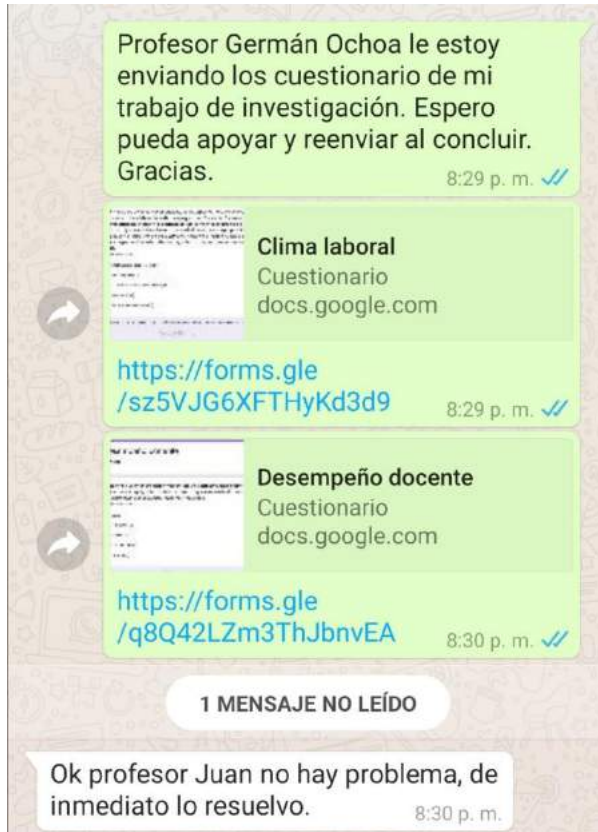 Profesor Germán Ochoa le estoy
enviando los cuestionario de mi
trabajo de investigación. Espero
pueda apoyar y reenviar al concluir.
Gracias.
8:29 p. m.
Clima laboral
Cuestionario
docs.google.com
https://forms.gle
/sz5VJG6XFTHyKd3d9
8:29 p. m.
Desempeño docente
Cuestionario
docs.google.com
https://forms.gle
/q8Q42LZm3ThJbnvEA
8:30 p. m.
1 MENSAJE NO LEÍDO
Ok profesor Juan no hay problema, de
inmediato lo resuelvo.
8:30 p. m.